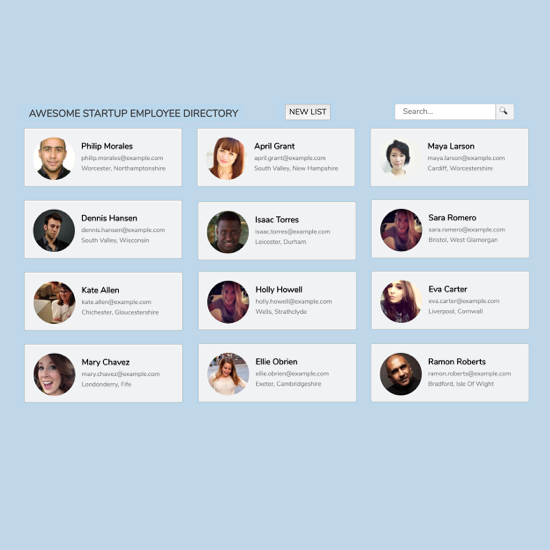 AWESOME STARTUP EMPLOYEE DIRECTORY
NEW LIST
Search...
Philip Morales
philip.morales@example.com
Worcester, Northamptonshire
April Grant
april.grant@example.com
South Valley, New Hampshire
Maya Larson
maya.larson@example.com
Cardiff, Worcestershire
Dennis Hansen
dennis.hansen@example.com
South Valley, Wisconsin
Isaac Torres
isaac.torres@example.com
Leicester, Durham
Sara Romero
sara.romero@example.com
Bristol, West Glamorgan
Kate Allen
kate.allen@example.com
Chichester, Gloucestershire
Holly Howell
holly.howell@example.com
Wells, Strathclyde
Eva Carter
eva.carter@example.com
Liverpool, Cornwall
Mary Chavez
mary.chavez@example.com
Londonderry, Fife
Ellie Obrien
ellie.obrien@example.com
Exeter, Cambridgeshire
Ramon Roberts
ramon.roberts@example.com
Bradford, Isle Of Wight